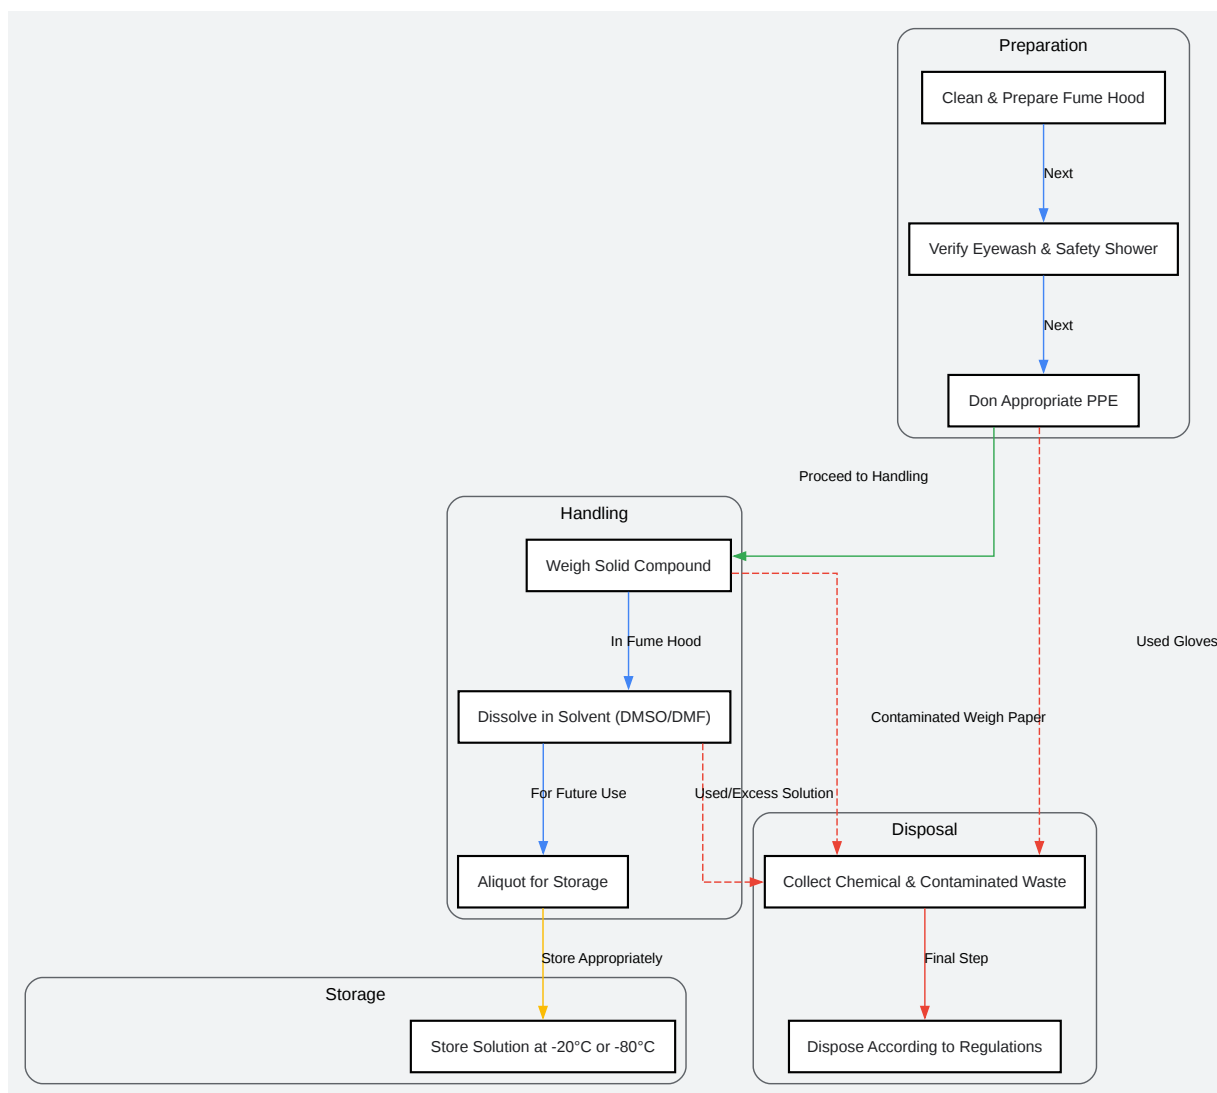 Preparation
Clean & Prepare Fume Hood
Next
Verify Eyewash & Safety Shower
Next
Don Appropriate PPE
Proceed to Handling
Handling
Weigh Solid Compound
In Fume Hood
Used Gloves
Dissolve in Solvent (DMSO/DMF)
Contaminated Weigh Paper
For Future Use
Used/Excess Solution
Disposal
Aliquot for Storage
Collect Chemical & Contaminated Waste
Store Appropriately
Final Step
Storage
Store Solution at -20°C or -80°C
Dispose According to Regulations